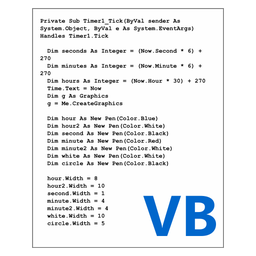 Private Sub Timer1_Tick(ByVal sender As
System.Object, ByVal e As System.EventArgs)
Handles Timer1.Tick
Dim seconds As Integer = (Now.Second * 6) +
270
Dim minutes As Integer = (Now.Minute * 6) +
270
Dim hours As Integer = (Now.Hour * 30) + 270
Time.Text = Now
Dim g As Graphics
g = Me.CreateGraphics
Dim hour As New Pen(Color.Blue)
Dim hour2 As New Pen(Color.White)
Dim second As New Pen(Color.Black)
Dim minute As New Pen(Color.Red)
Dim minute2 As New Pen(Color.White)
Dim white As New Pen(Color.White)
Dim circle As New Pen(Color.Black)
hour.Width = 8
hour2.Width = 10
second.Width = 1
minute.Width = 4
minute2.Width = 4
white.Width = 10
circle.Width = 5
VB